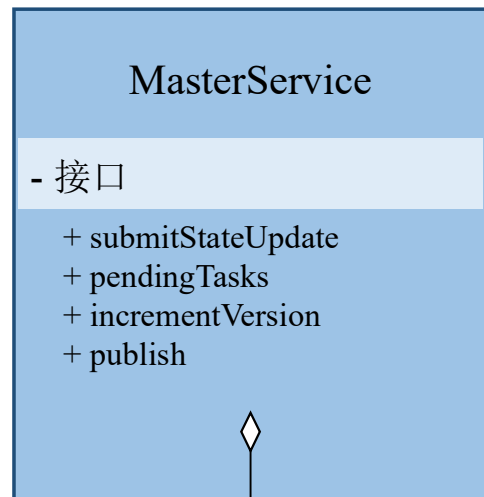 MasterService
- 接口
+ submitStateUpdate
+ pendingTasks
+ incrementVersion
+ publish